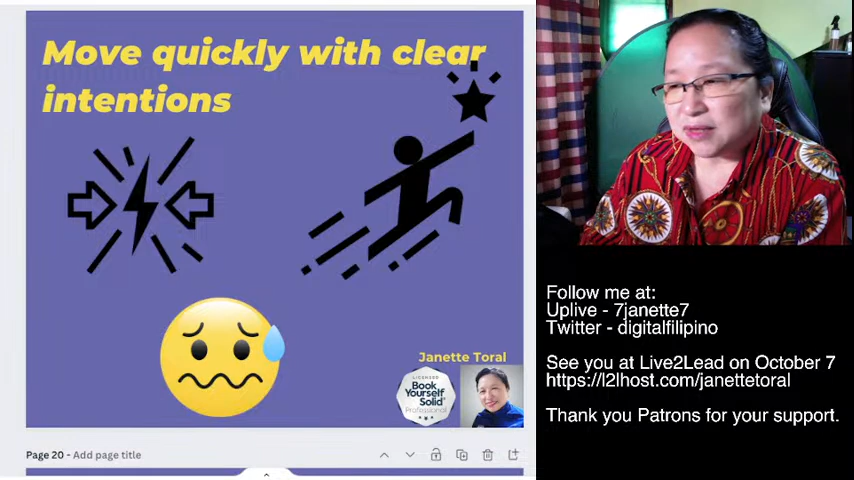 Move quickly with clear
intentions
Janette Toral
LICENSED
Book
Yourself
Solid
Professional
Page 20 - Add page title
Follow me at:
Uplive - 7janette7
Twitter - digitalfilipino
See you at Live2Lead on October 7
https://l2lhost.com/janettetoral
Thank you Patrons for your support.